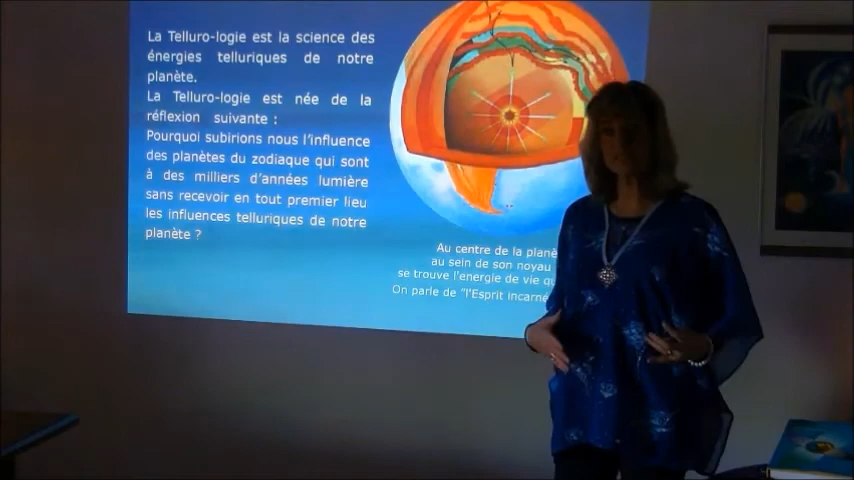 La Telluro-logie est la science des
énergies telluriques de notre
planète.
La Telluro-logie est née de la
réflexion suivante :
Pourquoi subirions nous l'influence
des planètes du zodiaque qui sont
à des milliers d'années lumière
sans recevoir en tout premier lieu
les influences telluriques de notre
planète ?
Au centre de la planè
au sein de son noyau
se trouve l'energie de vie qu
On parle de "l'Esprit incarné